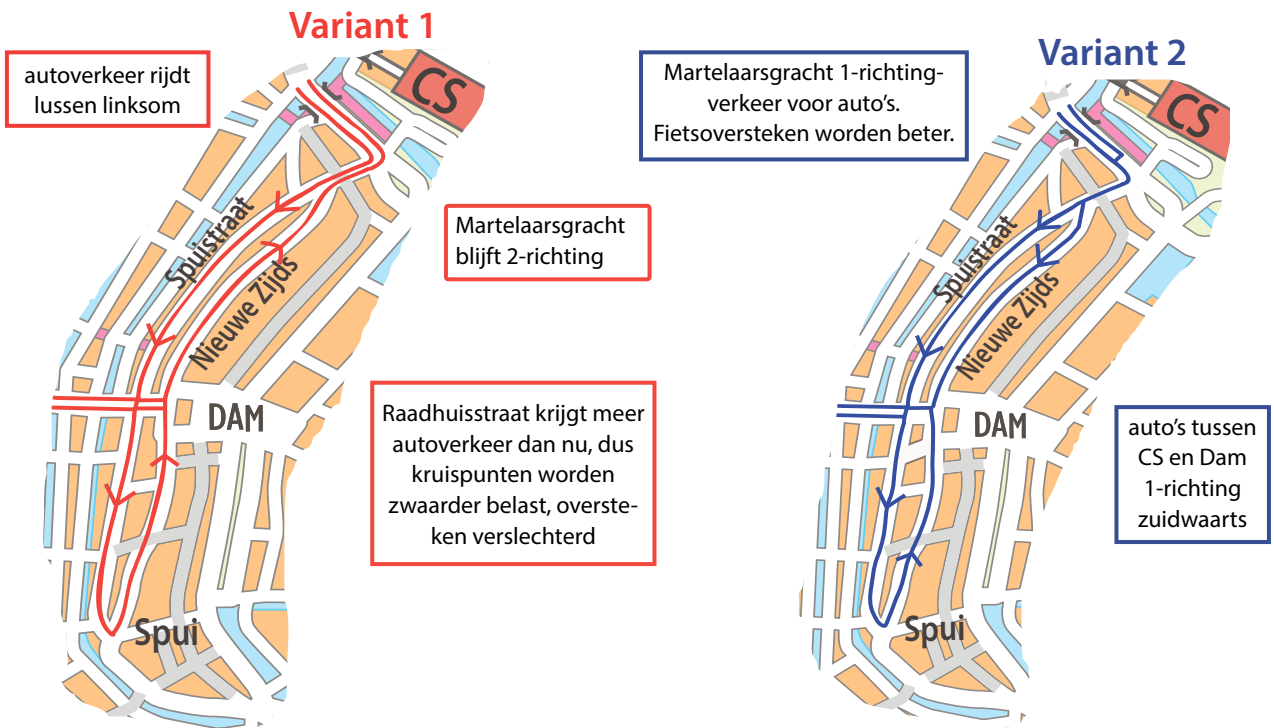 Variant 1
autoverkeer rijdt
lussen linksom
CS
Martelaarsgracht
blijft 2-richting
Spuistraat
Nieuwe Zijds
DAM
Raadhuisstraat krijgt meer
autoverkeer dan nu, dus
kruispunten worden
zwaarder belast, overste-
ken verslechterd
Spui
Variant 2
Martelaarsgracht 1-richting-
verkeer voor auto's.
Fietsoversteken worden beter.
CS
Spuistraat
Nieuwe Zijds
DAM
auto's tussen
CS en Dam
1-richting
zuidwaarts
Spui